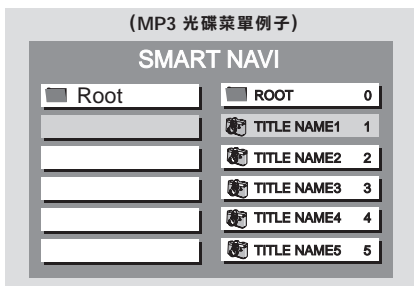 (MP3 光碟菜單例子)
SMART NAVI
Root
ROOT 0
TITLE NAME1 1
TITLE NAME2 2
TITLE NAME3 3
TITLE NAME4 4
TITLE NAME5 5